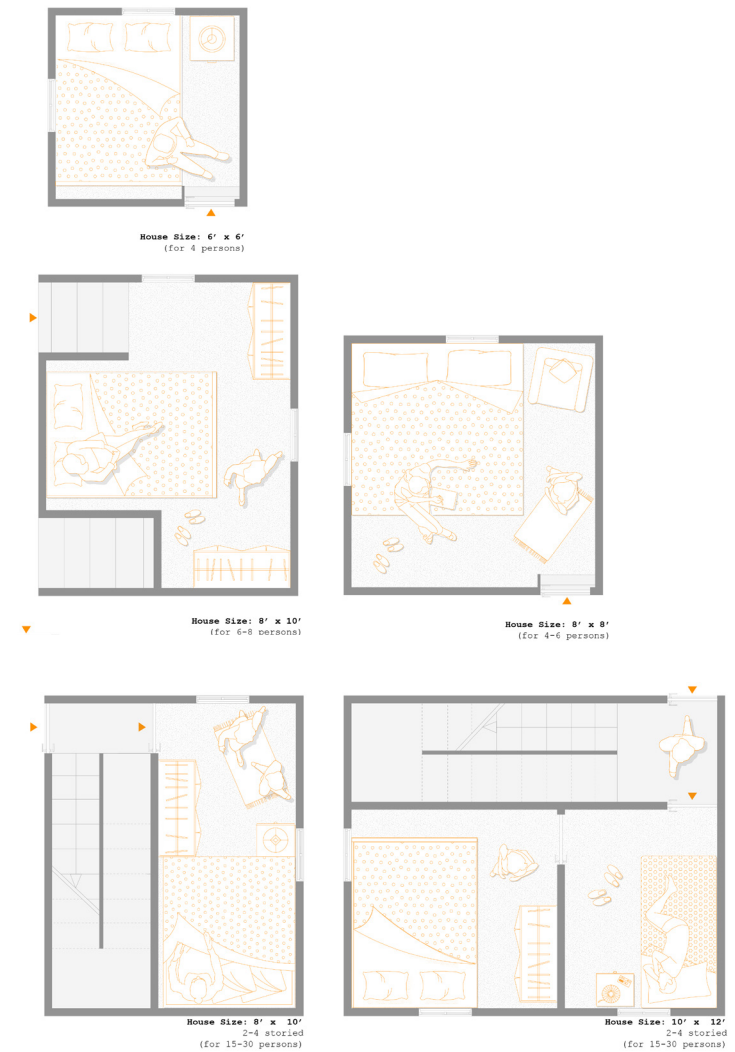 House Size: 6’ x 6’
(for 4 persons)
House Size: 8’ x 10’
(for 6-8 persons)
House Size: 8’ x 8’
(for 4-6 persons)
House Size: 8’ x 10’
2-4 storied
(for 15-30 persons)
House Size: 10’ x 12’
2-4 storied
(for 15-30 persons)